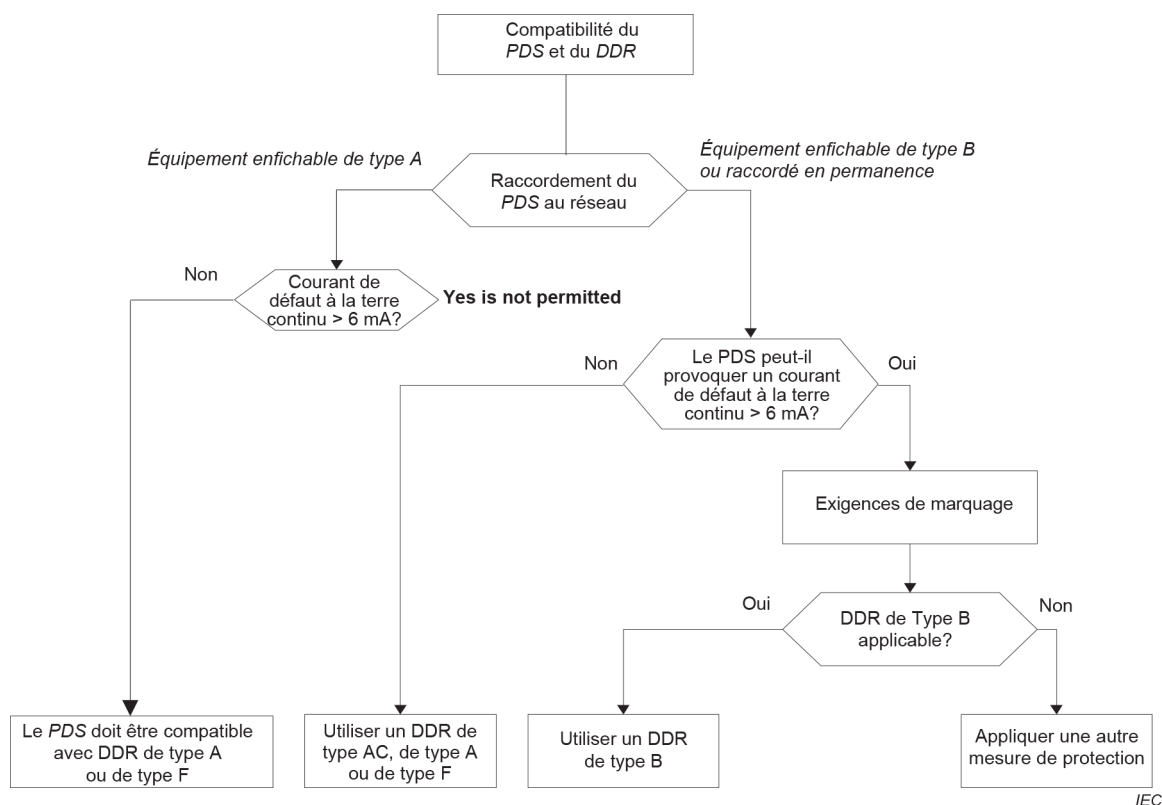 Compatibilité du
PDS et du DDR
Équipement enfichable de type A
Équipement enfichable de type B
ou raccordé en permanence
Raccordement du
PDS au réseau
Non
Courant de
défaut à la terre
continu > 6 mA?
Yes is not permitted
Non
Le PDS peut-il
provoquer un courant
de défaut à la terre
continu > 6 mA?
Oui
Exigences de marquage
Oui
DDR de Type B
applicable?
Non
Le PDS doit être compatible
avec DDR de type A
ou de type F
Utiliser un DDR de
type AC, de type A
ou de type F
Utiliser un DDR
de type B
Appliquer une autre
mesure de protection
IEC